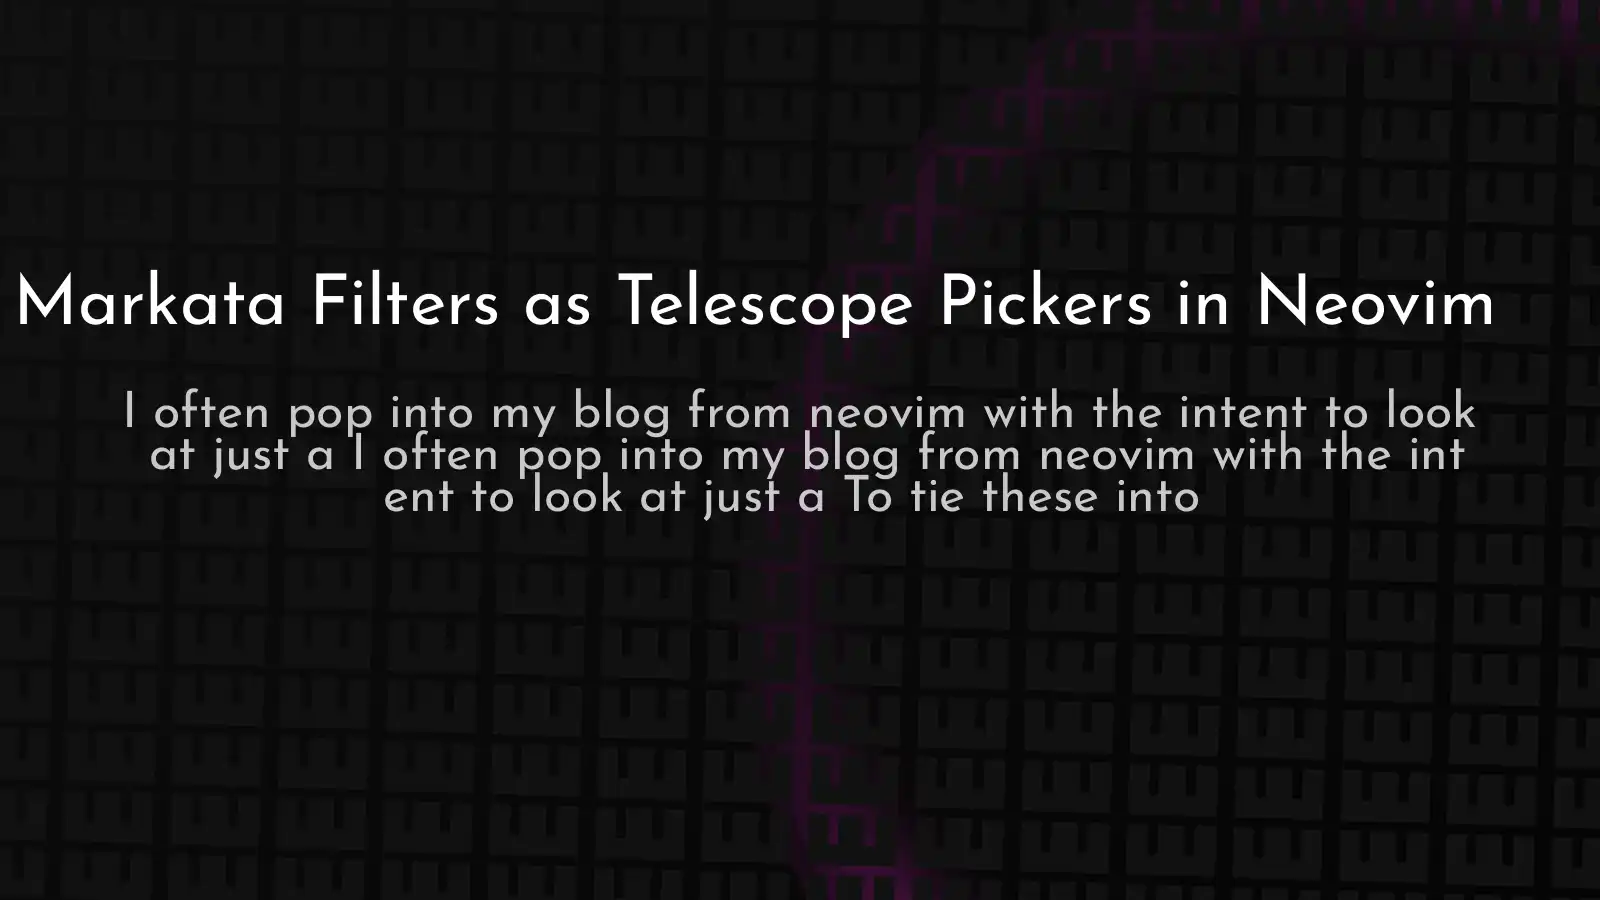 Markata Filters as Telescope Pickers in Neovim
I often pop into my blog from neovim with the intent to look
at just a I often pop into my blog from neovim with the int
ent to look at just a To tie these into